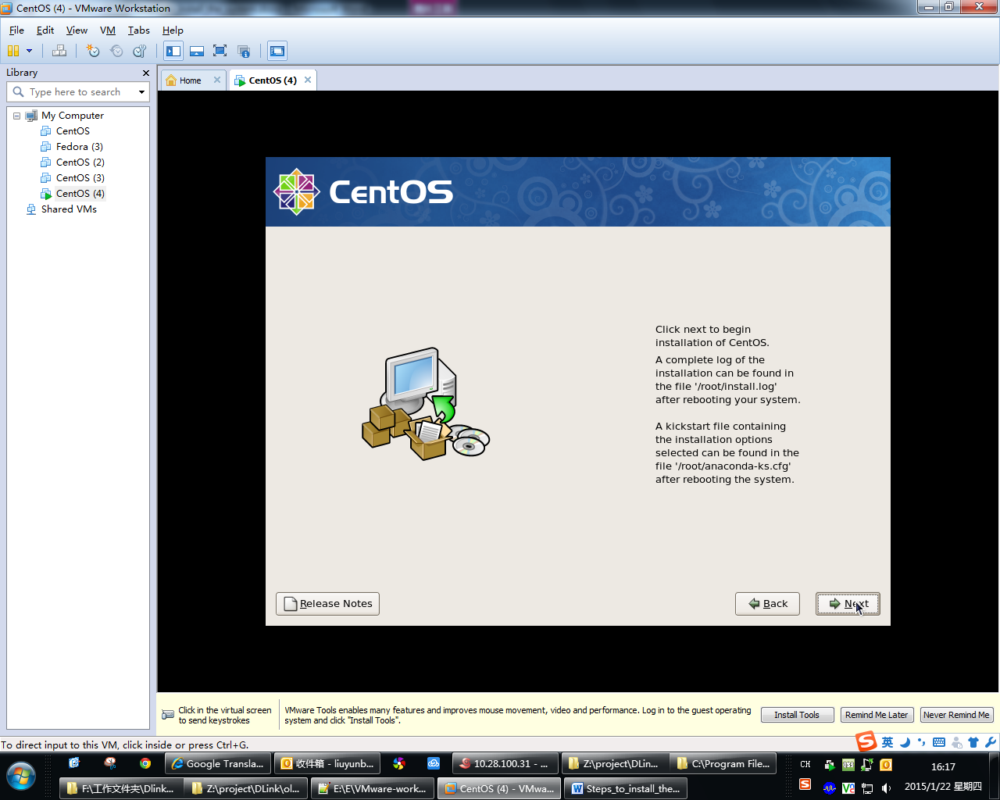 CentOS (4) - VMware Workstation
File Edit View VM Tabs Help
Library
Home
CentOS (4)
Type here to search
My Computer
CentOS
Fedora (3)
CentOS (2)
CentOS (3)
CentOS (4)
Shared VMs
CentOS
Click next to begin
installation of CentOS.
A complete log of the
installation can be found in
the file '/root/install.log'
after rebooting your system.
A kickstart file containing
the installation options
selected can be found in the
file '/root/anaconda-ks.cfg'
after rebooting the system.
Release Notes
Back
Next
Click in the virtual screen
to send keystrokes
VMware Tools enables many features and improves mouse movement, video and performance. Log in to the guest operating
system and click "Install Tools".
Install Tools
Remind Me Later
Never Remind Me
To direct input to this VM, click inside or press Ctrl+G.
英
Google Transla...
收件箱 - liuyunb...
10.28.100.31 - ...
Z:\project\DLin...
C:\Program File...
CH
16:17
F:\工作文件夹\Dlink...
Z:\project\DLink\ol...
E:\E\VMware-work...
CentOS (4) - VMwa...
Steps_to_install_the...
2015/1/22 星期四